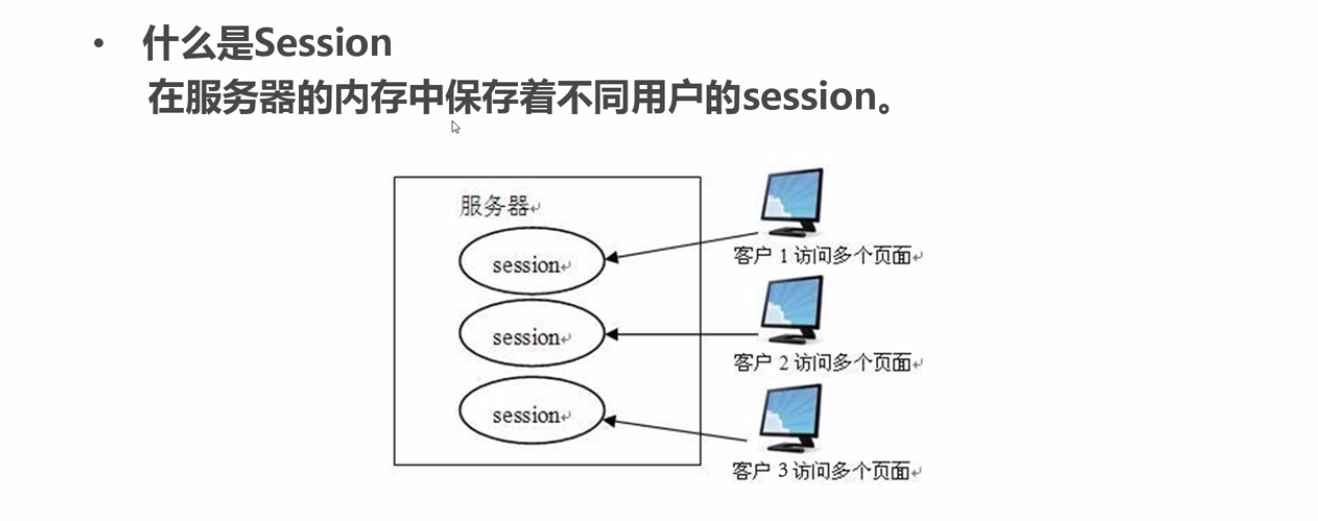 • 什么是Session
在服务器的内存中保存着不同用户的session。
服务器↵
session↵
客户 1 访问多个页面↵
session↵
客户 2 访问多个页面↵
session↵
客户 3 访问多个页面↵